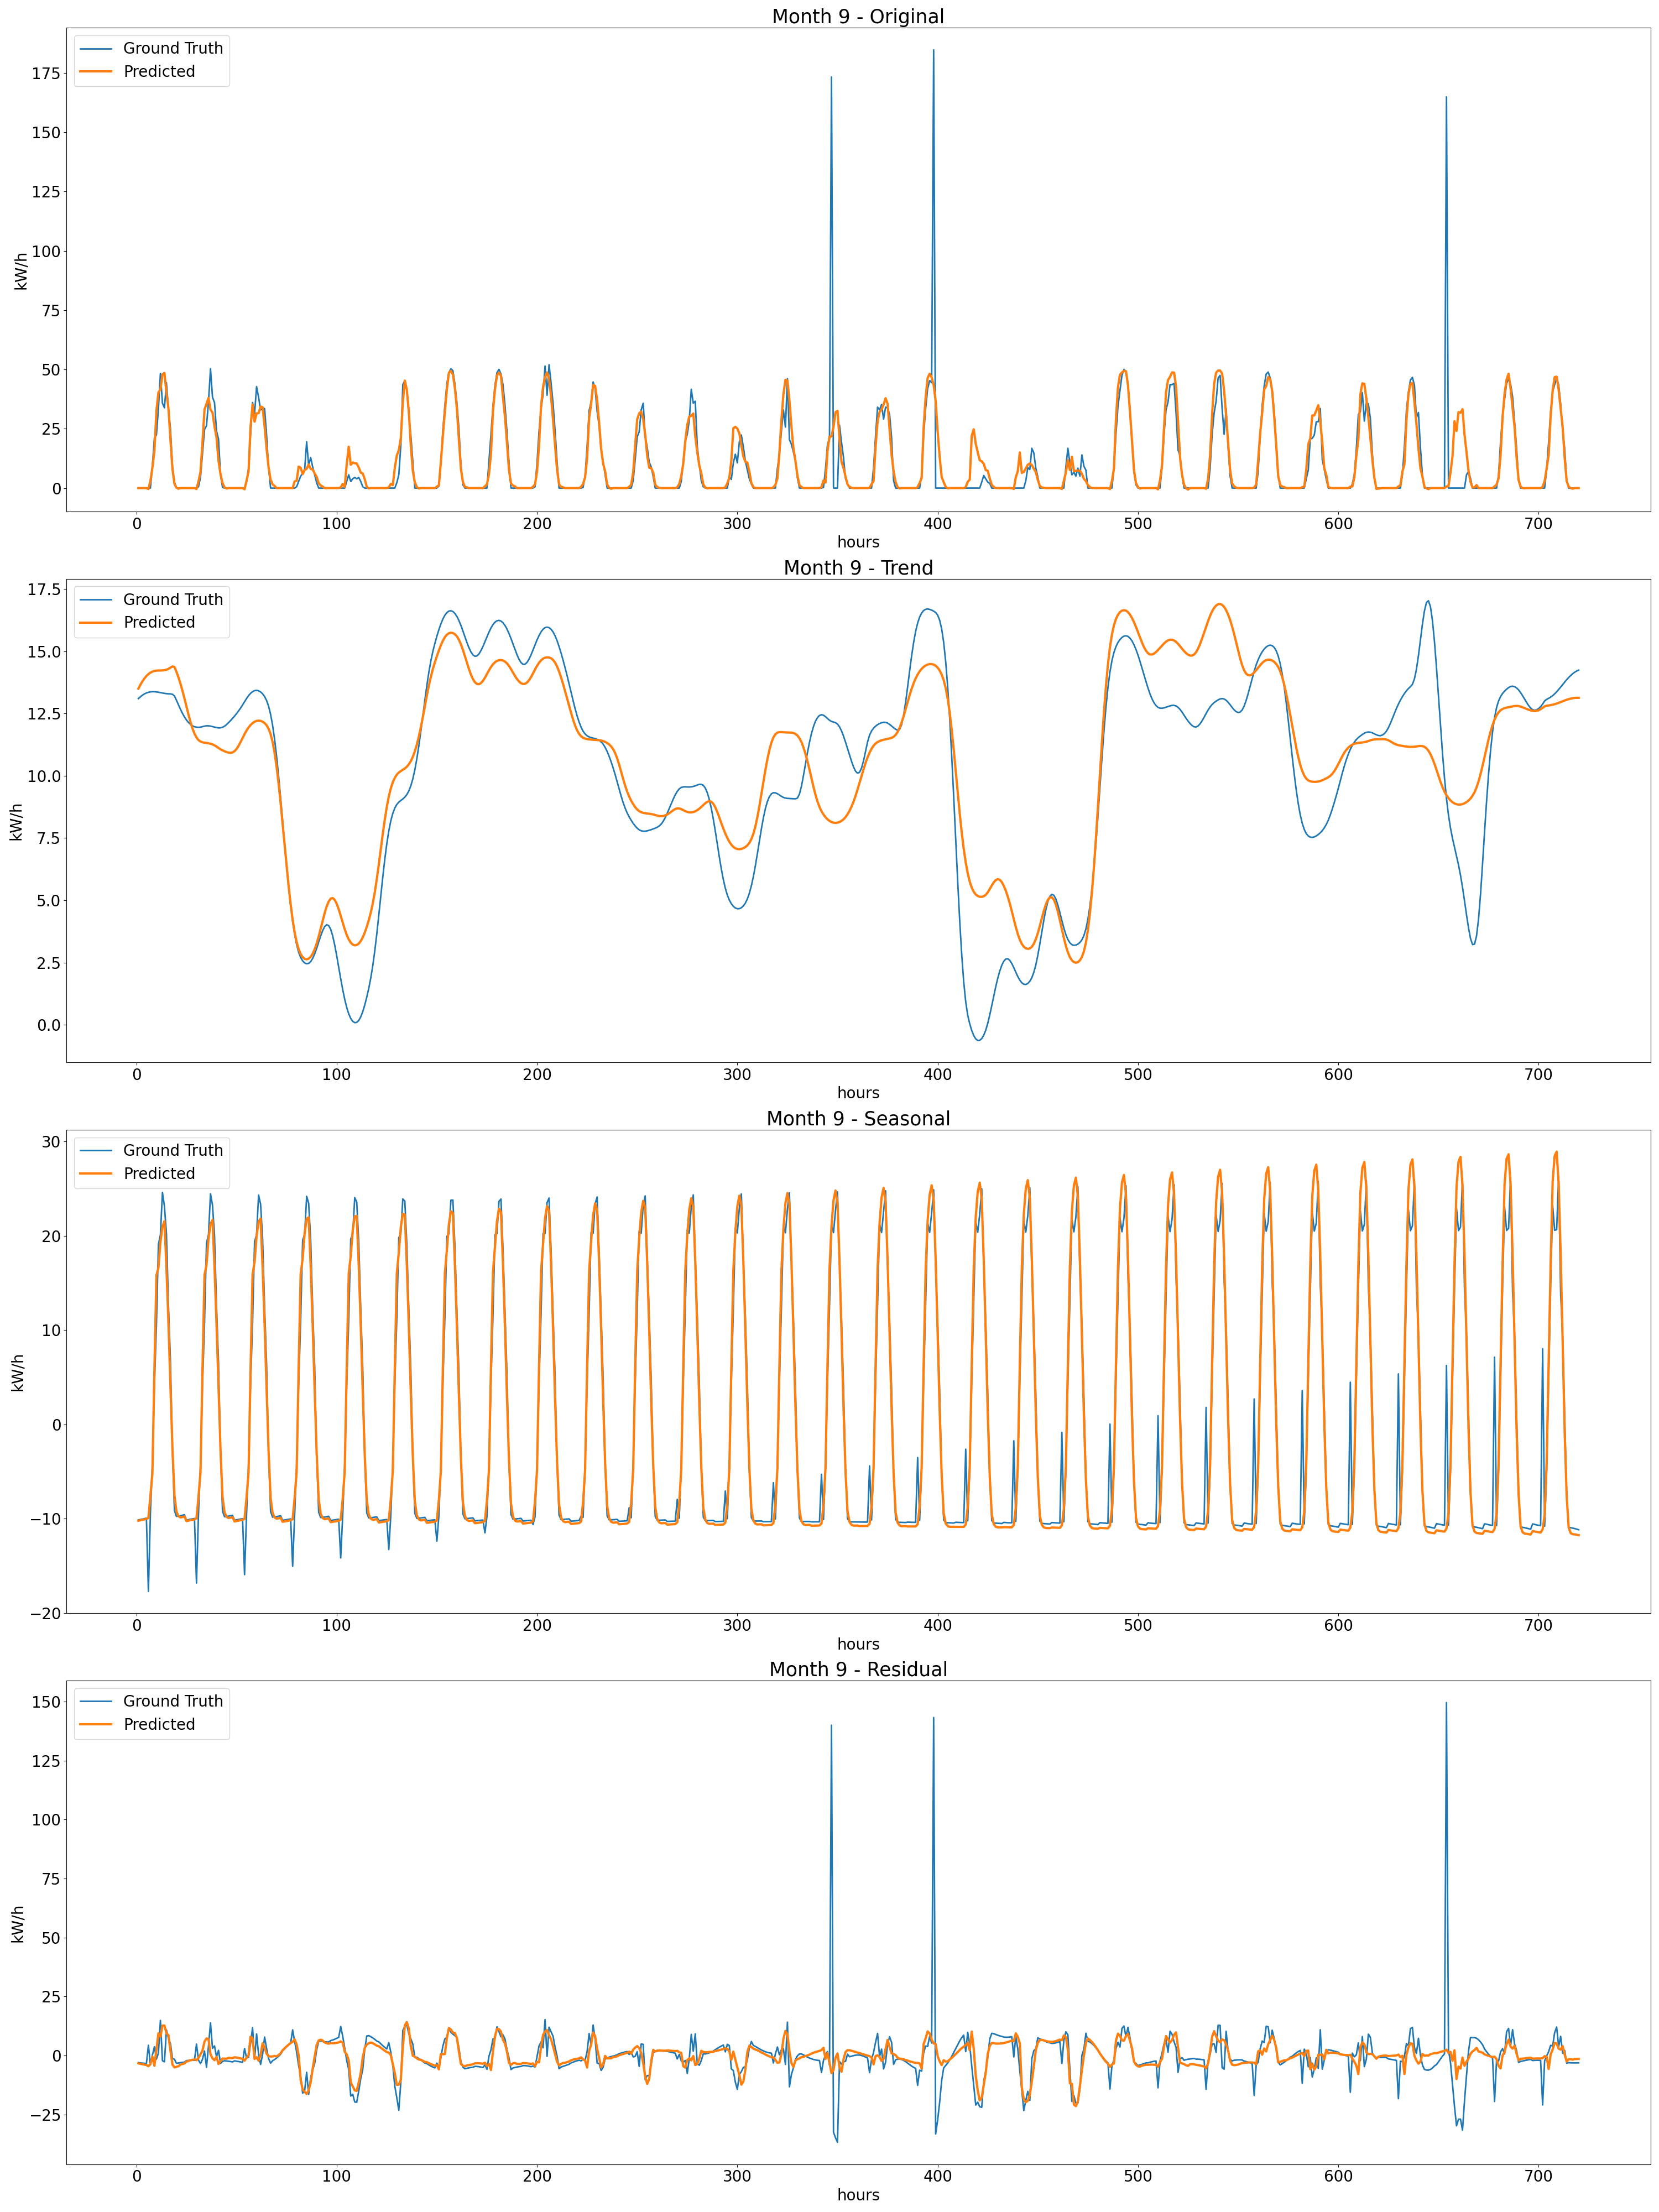 Month 9 - Original
Ground Truth
Predicted
175
150
125
100
75
50
25
0
kW/h
0 100 200 300 400 500 600 700
hours
Month 9 - Trend
Ground Truth
Predicted
17.5
15.0
12.5
10.0
7.5
5.0
2.5
0.0
kW/h
0 100 200 300 400 500 600 700
hours
Month 9 - Seasonal
Ground Truth
Predicted
30
20
10
0
−10
−20
kW/h
0 100 200 300 400 500 600 700
hours
Month 9 - Residual
Ground Truth
Predicted
150
125
100
75
50
25
0
−25
kW/h
0 100 200 300 400 500 600 700
hours